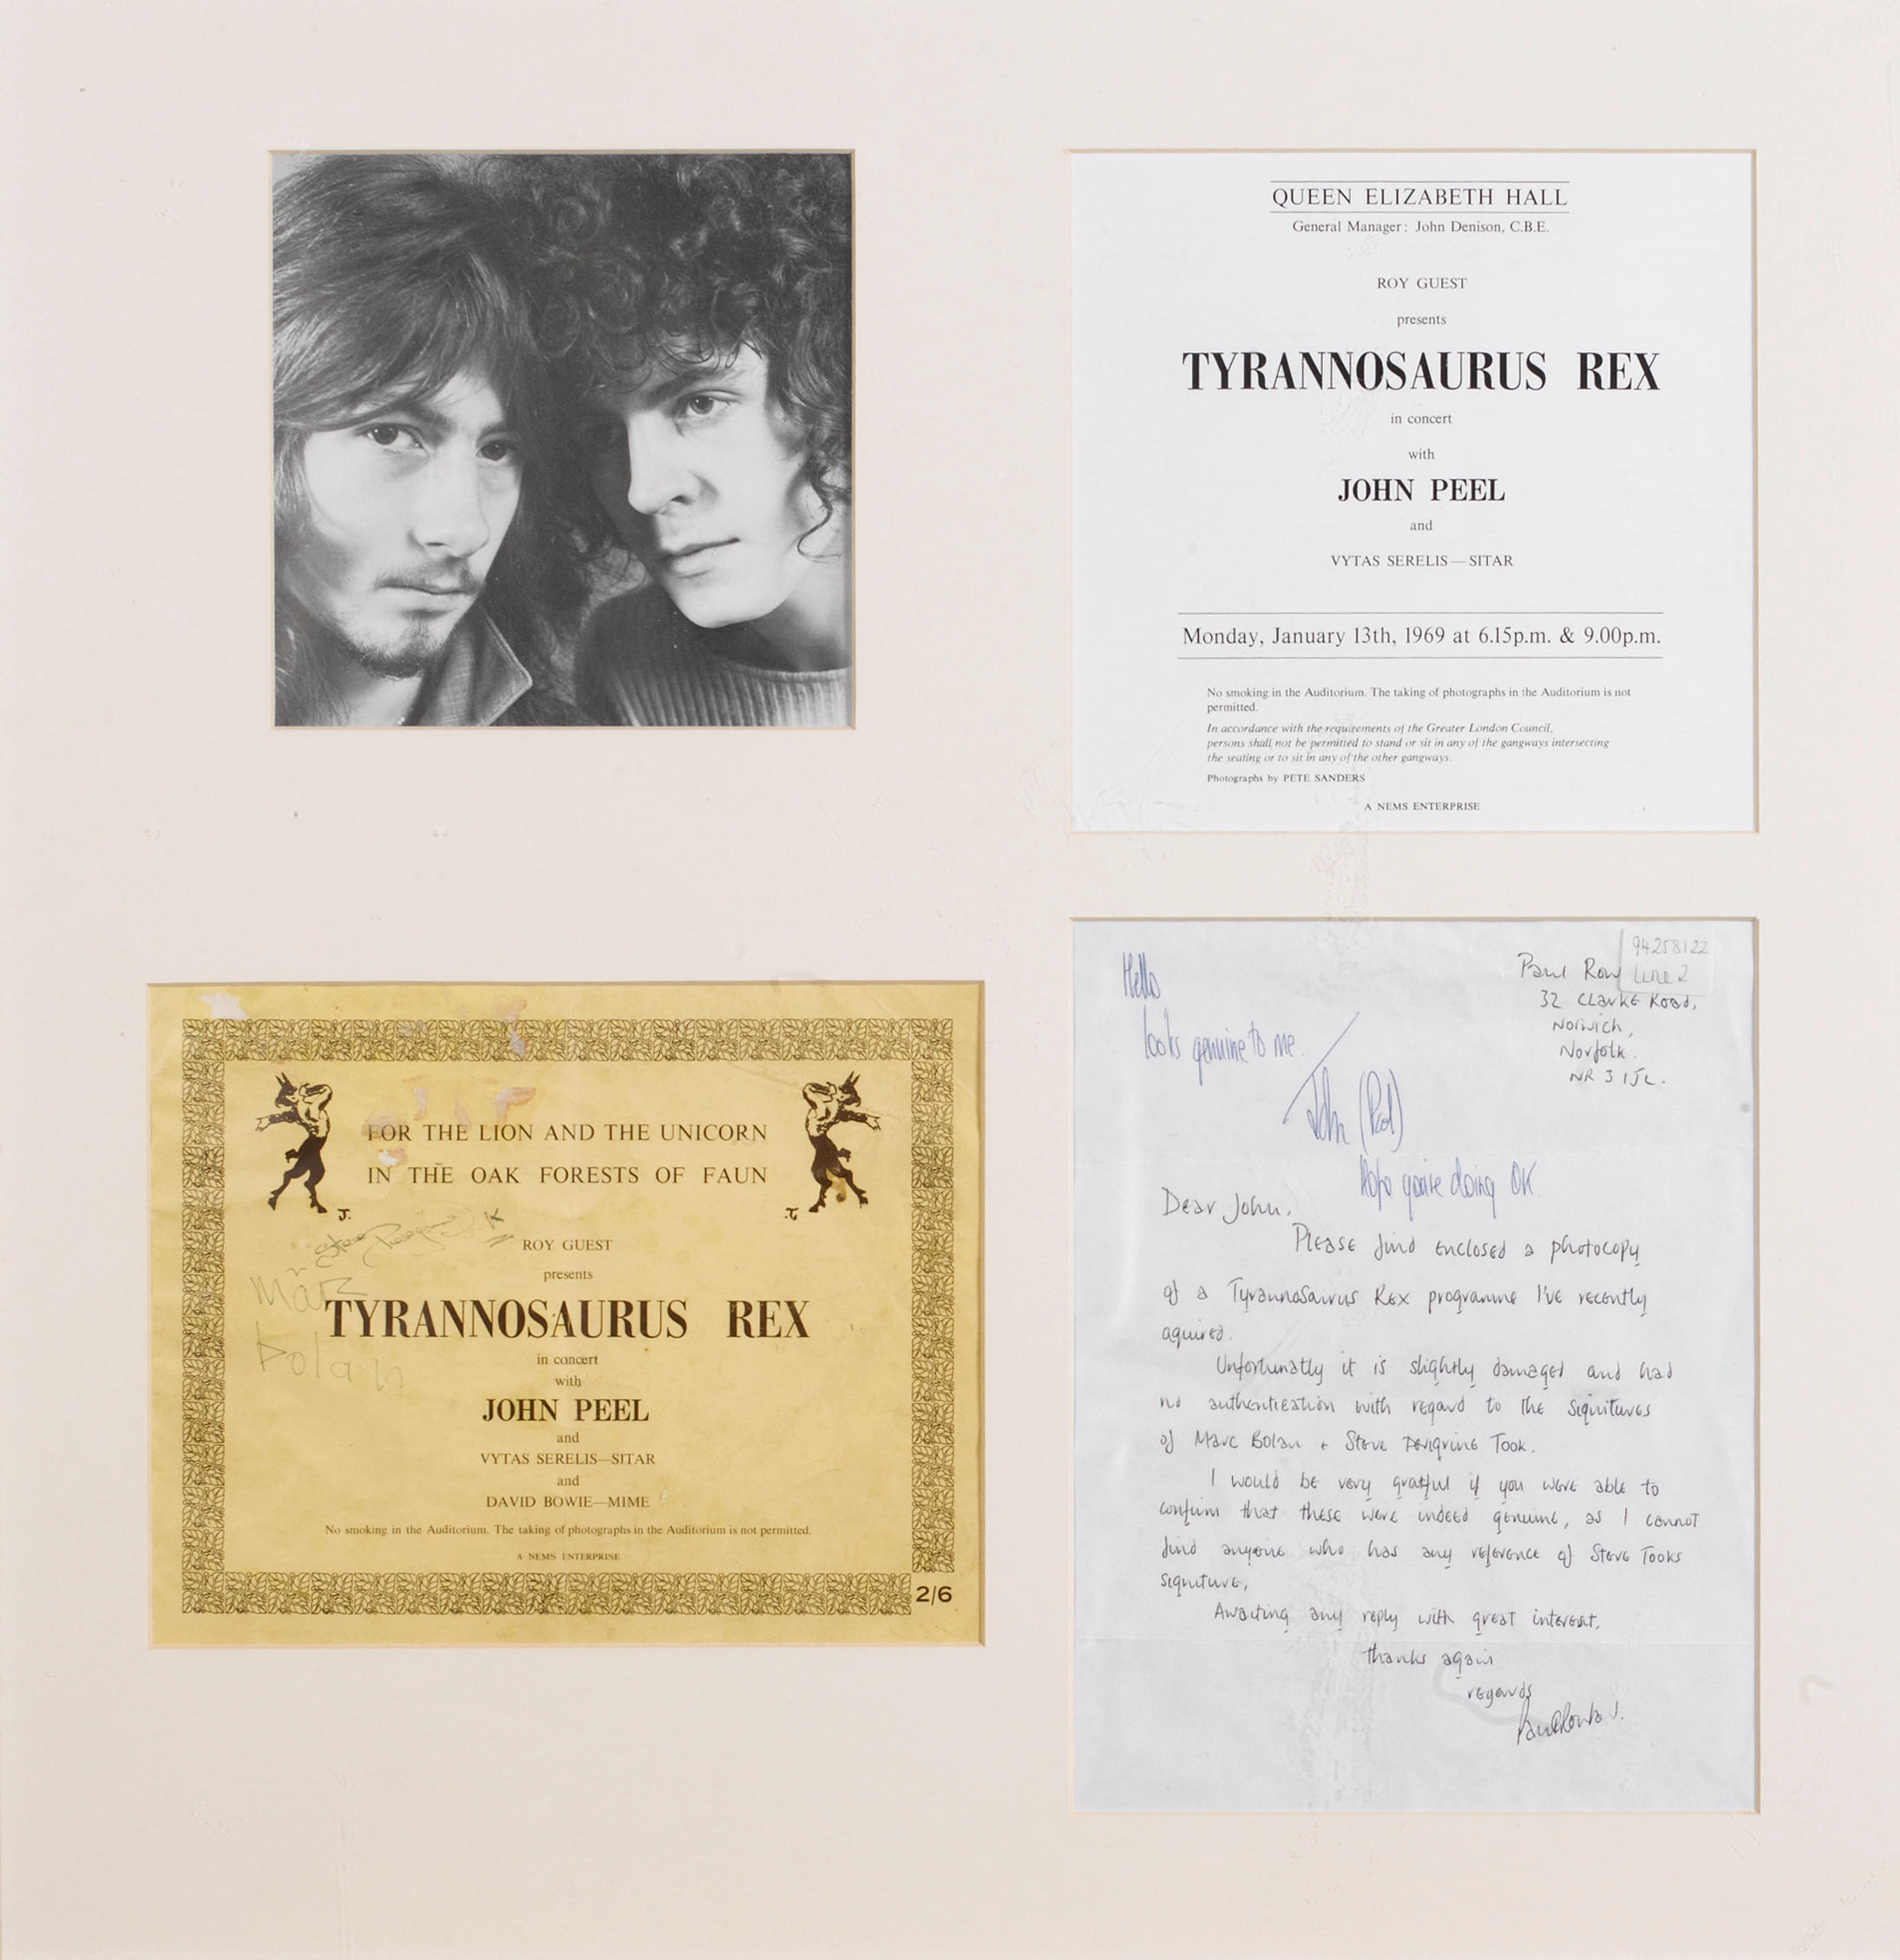 QUEEN ELIZABETH HALL
General Manager: John Denison, C.B.E.
ROY GUEST
presents
TYRANNOSAURUS REX
in concert
with
JOHN PEEL
and
VYTAS SERELIS—SITAR
Monday, January 13th, 1969 at 6.15p.m. & 9.00p.m.
No smoking in the Auditorium. The taking of photographs in the Auditorium is not
permitted.
In accordance with the requirements of the Greater London Council,
persons shall not be permitted to stand or sit in any of the gangways intersecting
the seating or to sit in any of the other gangways.
Photographs by PETE SANDERS
A NEMS ENTERPRISE
FOR THE LION AND THE UNICORN
IN THE OAK FORESTS OF FAUN
J.
.T
Steve Peregrine
Marc
bolan
ROY GUEST
presents
TYRANNOSAURUS REX
in concert
with
JOHN PEEL
and
VYTAS SERELIS—SITAR
and
DAVID BOWIE—MIME
No smoking in the Auditorium. The taking of photographs in the Auditorium is not permitted.
A NEMS ENTERPRISE
2/6
94258122
Line 2
Paul
32 Clarke Road,
Norwich,
Norfolk.
NR3 1JL.
Hello
looks genuine to me.
John (Peel)
Hope you're doing OK.
Dear John,
Please find enclosed a photocopy
of a Tyrannosaurus Rex programme I've recently
aquired.
Unfortunatly it is slightly damaged and had
no authentication with regard to the signitures
of Marc Bolan + Steve Peregrine Took.
I would be very gratful if you were able to
confirm that these were indeed genuine, as I cannot
find anyone who has any reference of Steve Tooks
signiture,
Awaiting any reply with great interest.
thanks again
regards